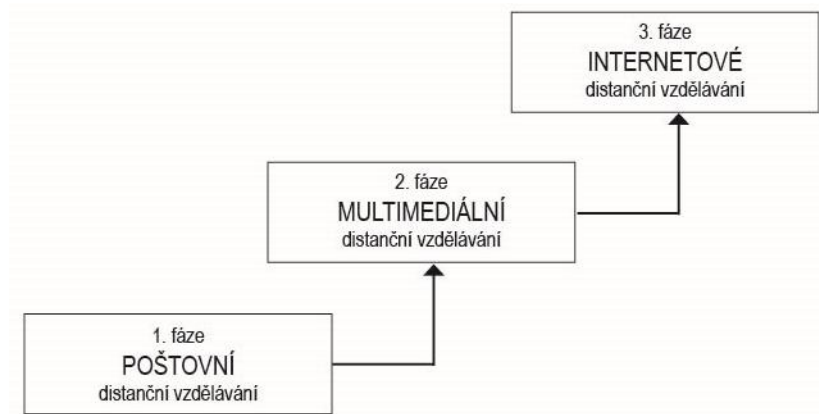 3. fáze
INTERNETOVÉ
distanční vzdělávání
2. fáze
MULTIMEDIÁLNÍ
distanční vzdělávání
1. fáze
POŠTOVNÍ
distanční vzdělávání